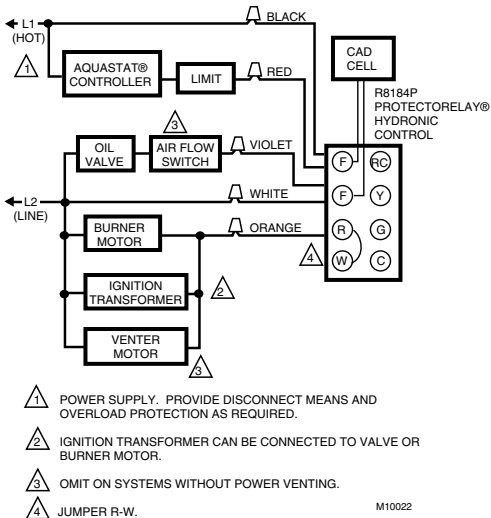 L1
(HOT)
BLACK
1
AQUASTAT®
CONTROLLER
LIMIT
RED
CAD
CELL
R8184P
PROTECTORELAY®
HYDRONIC
CONTROL
3
OIL
VALVE
AIR FLOW
SWITCH
VIOLET
F
RC
L2
(LINE)
WHITE
F
Y
BURNER
MOTOR
ORANGE
R
G
4
W
C
IGNITION
TRANSFORMER
2
VENTER
MOTOR
3
1 POWER SUPPLY. PROVIDE DISCONNECT MEANS AND
OVERLOAD PROTECTION AS REQUIRED.
2 IGNITION TRANSFORMER CAN BE CONNECTED TO VALVE OR
BURNER MOTOR.
3 OMIT ON SYSTEMS WITHOUT POWER VENTING.
4 JUMPER R-W.
M10022